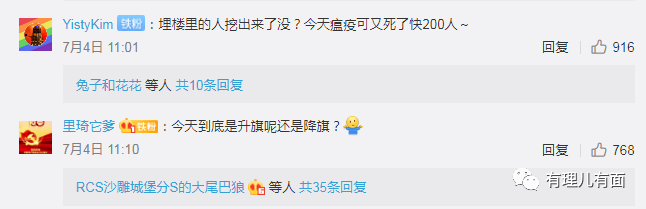 YistyKim 铁粉：埋楼里的人挖出来了没？今天瘟疫可又死了快200人～
7月4日 11:01 回复 916
兔子和花花 等人 共10条回复
里琦它爹 铁粉：今天到底是升旗呢还是降旗？
7月4日 11:10 回复 768
RCS沙雕城堡分S的大尾巴狼 等人 共35条回复
有理儿有面